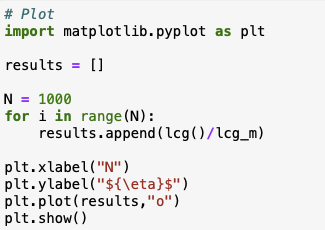 # Plot
import matplotlib.pyplot as plt
results = []
N = 1000
for i in range(N):
    results.append(lcg()/lcg_m)
plt.xlabel("N")
plt.ylabel("${\eta}$")
plt.plot(results,"o")
plt.show()